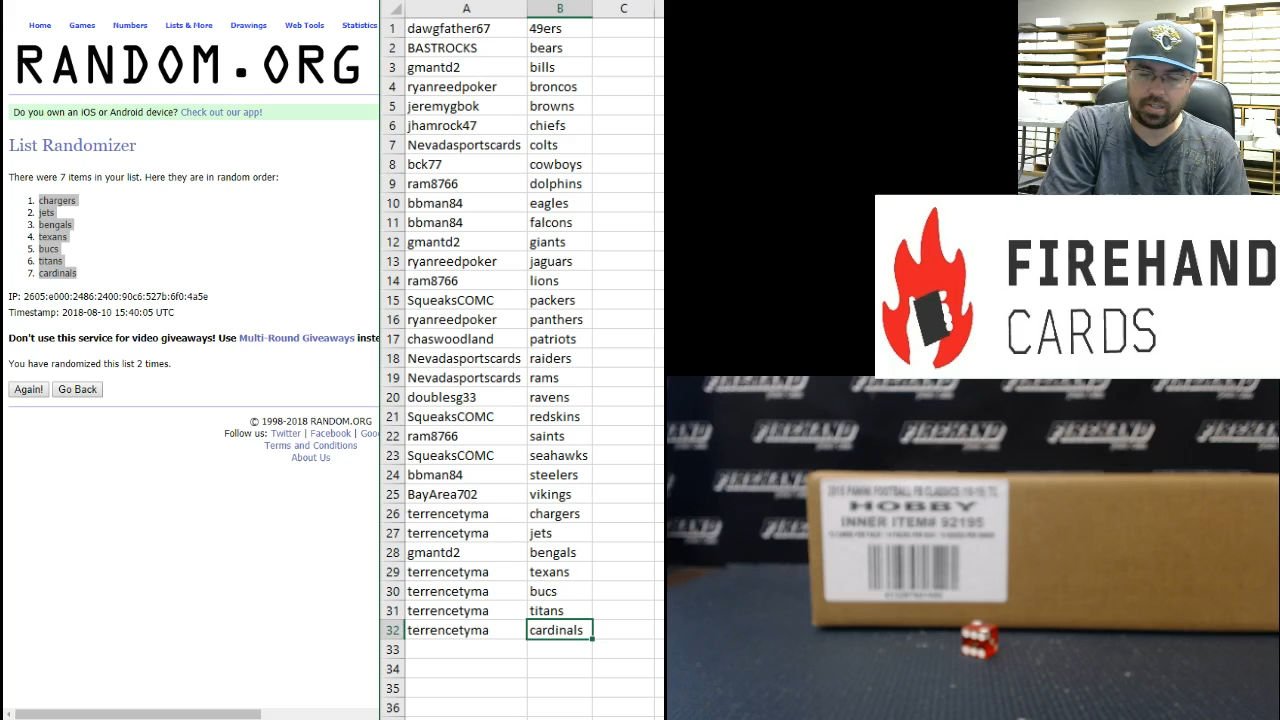 Home Games Numbers Lists & More Drawings Web Tools Statistics
RANDOM.ORG
Do you own an iOS or Android device? Check out our app!
List Randomizer
There were 7 items in your list. Here they are in random order:
1. chargers
2. jets
3. bengals
4. texans
5. bucs
6. titans
7. cardinals
IP: 2605:e000:2486:2400:90c6:527b:6f0:4a5e
Timestamp: 2018-08-10 15:40:05 UTC
Don't use this service for video giveaways! Use Multi-Round Giveaways inste
You have randomized this list 2 times.
Again! Go Back
© 1998-2018 RANDOM.ORG
Follow us: Twitter | Facebook | Goo
Terms and Conditions
About Us
A B C
1 dawgfather67 49ers
2 BASTROCKS bears
3 gmantd2 bills
4 ryanreedpoker broncos
5 jeremygbok browns
6 jhamrock47 chiefs
7 Nevadasportscards colts
8 bck77 cowboys
9 ram8766 dolphins
10 bbman84 eagles
11 bbman84 falcons
12 gmantd2 giants
13 ryanreedpoker jaguars
14 ram8766 lions
15 SqueaksCOMC packers
16 ryanreedpoker panthers
17 chaswoodland patriots
18 Nevadasportscards raiders
19 Nevadasportscards rams
20 doublesg33 ravens
21 SqueaksCOMC redskins
22 ram8766 saints
23 SqueaksCOMC seahawks
24 bbman84 steelers
25 BayArea702 vikings
26 terrencetyma chargers
27 terrencetyma jets
28 gmantd2 bengals
29 terrencetyma texans
30 terrencetyma bucs
31 terrencetyma titans
32 terrencetyma cardinals
33
34
35
36
FIREHAND
CARDS
FIREHAND FIREHAND FIREHAND
HOBBY
INNER ITEM# 92195